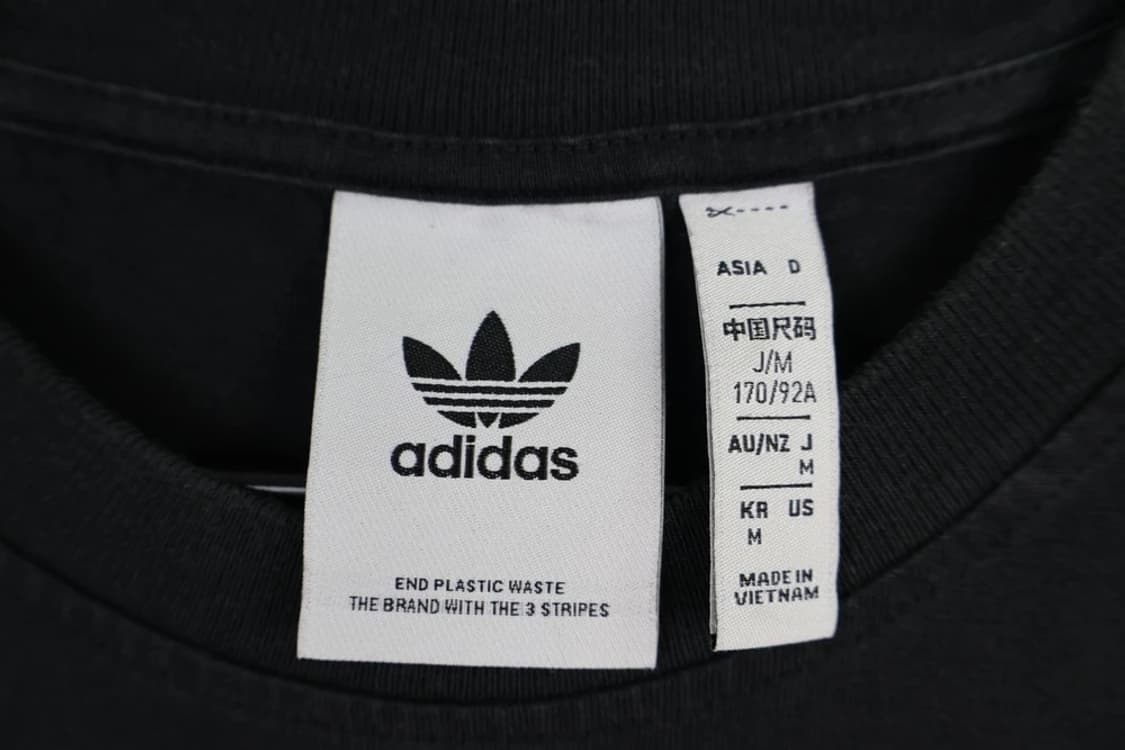 adidas
END PLASTIC WASTE
THE BRAND WITH THE 3 STRIPES
ASIA D
中国尺码
J/M
170/92A
AU/NZ J
M
KR US
M
MADE IN
VIETNAM